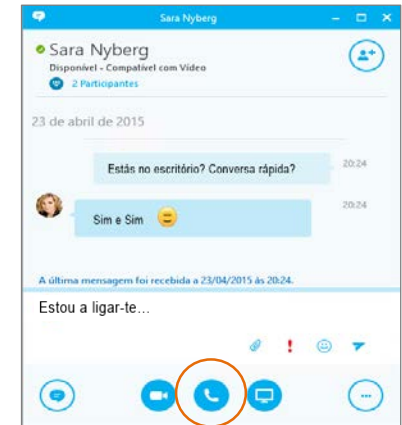 Sara Nyberg
Sara Nyberg
Disponível - Compatível com Vídeo
2 Participantes
23 de abril de 2015
Estás no escritório? Conversa rápida?
20:24
Sim e Sim
20:24
A última mensagem foi recebida a 23/04/2015 às 20:24.
Estou a ligar-te...